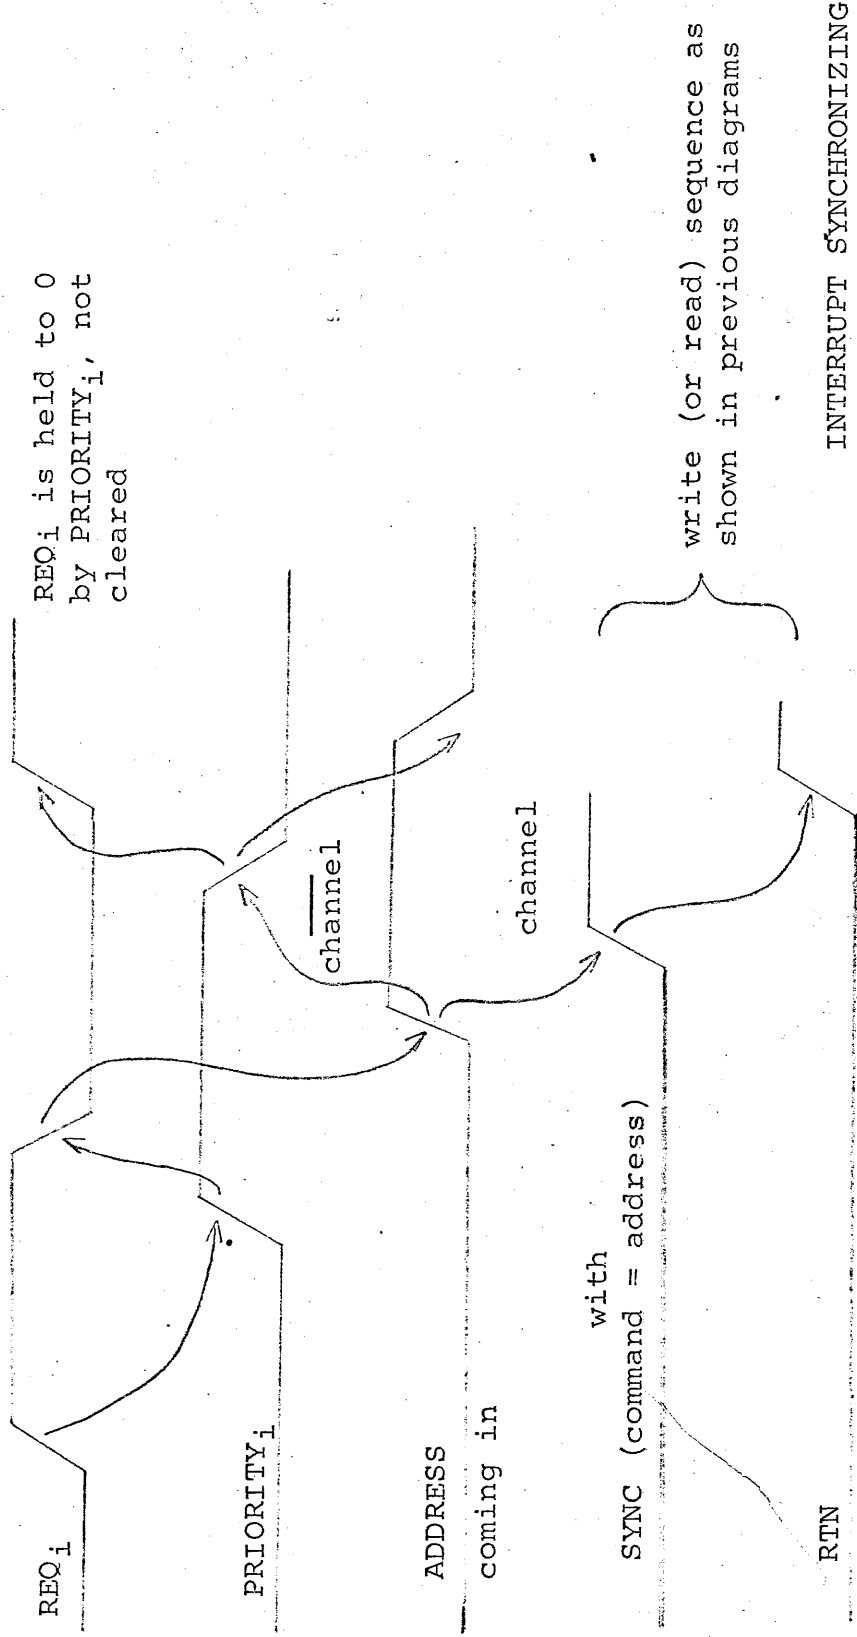 REQi
REQi is held to 0
by PRIORITYi, not
cleared
PRIORITYi
channel
ADDRESS
coming in
channel
with
SYNC (command = address)
write (or read) sequence as
shown in previous diagrams
RTN
INTERRUPT SYNCHRONIZING